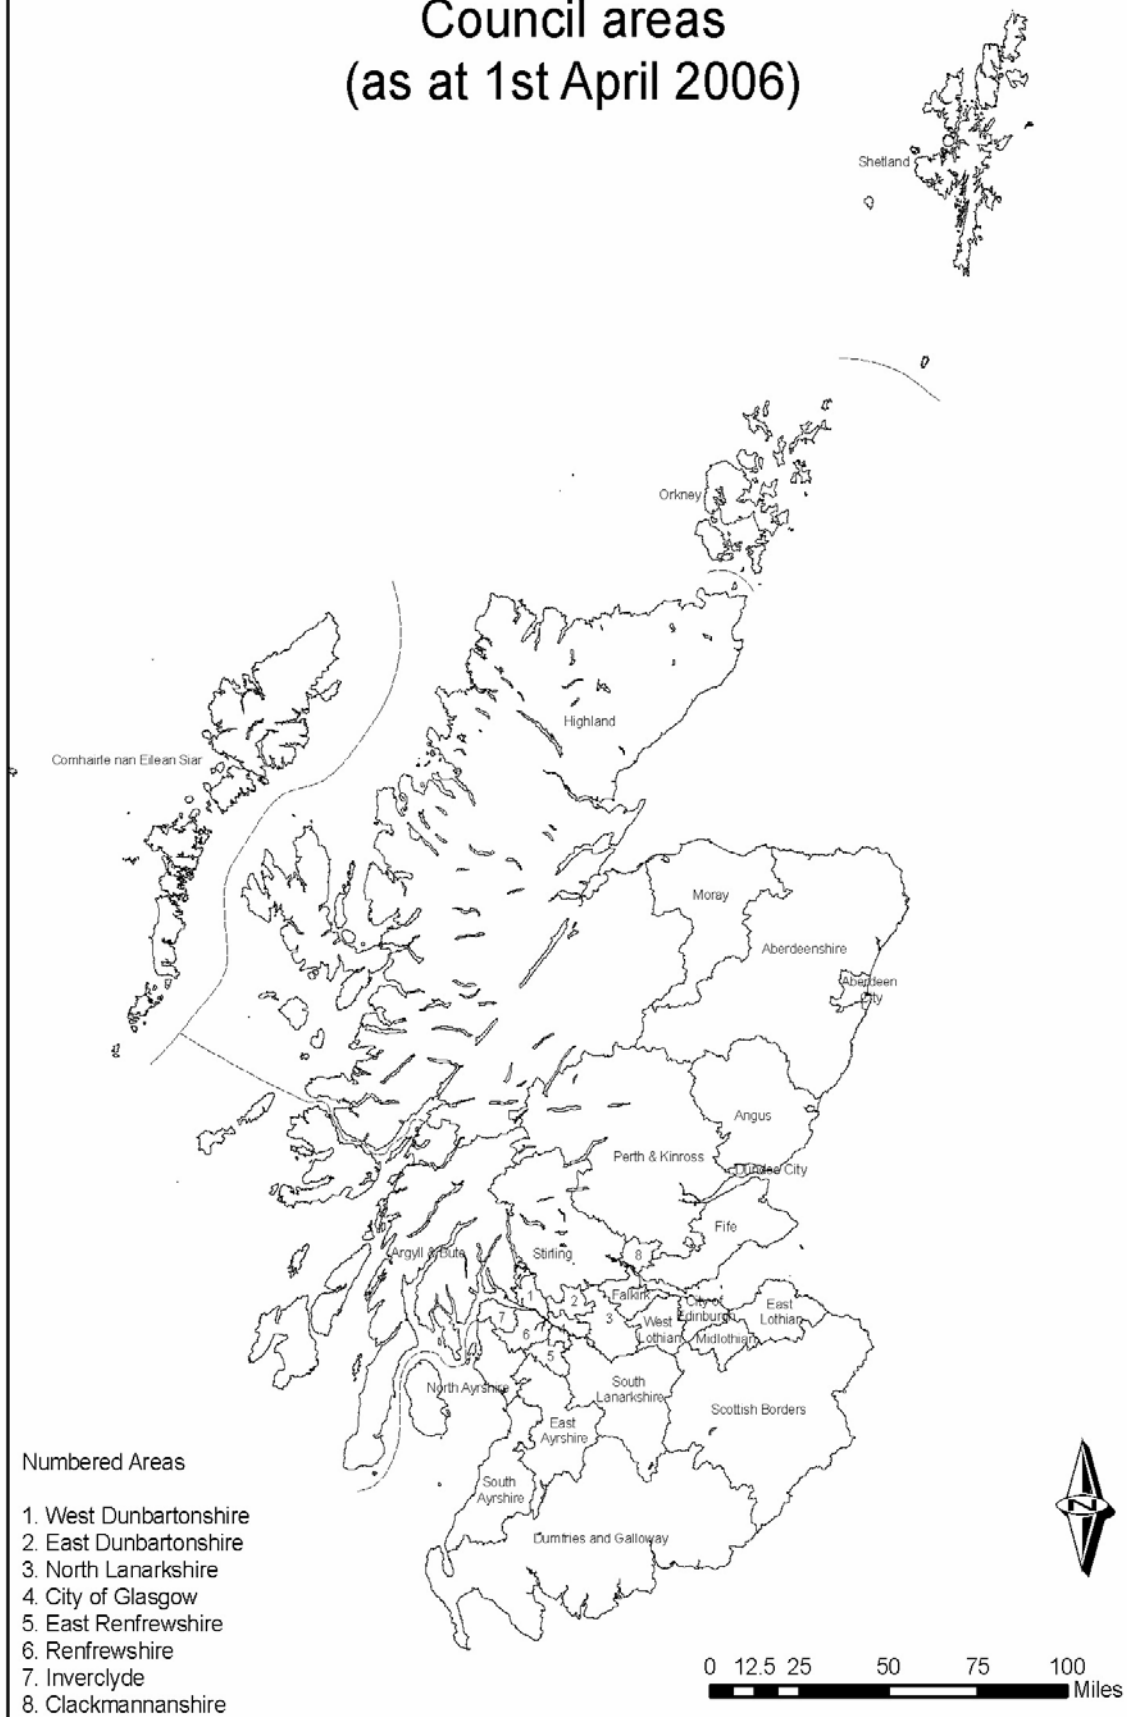 Council areas
(as at 1st April 2006)
Shetland
Orkney
Highland
Comhairle nan Eilean Siar
Moray
Aberdeenshire
Aberdeen
City
Angus
Perth & Kinross
Dundee City
Fife
Argyll & Bute
Stirling
8
1
2
Falkirk
City of
Edinburgh
East
Lothian
7
3
West
Lothian
Midlothian
6
4
5
North Ayrshire
South
Lanarkshire
Scottish Borders
East
Ayrshire
South
Ayrshire
Dumfries and Galloway
Numbered Areas
1. West Dunbartonshire
2. East Dunbartonshire
3. North Lanarkshire
4. City of Glasgow
5. East Renfrewshire
6. Renfrewshire
7. Inverclyde
8. Clackmannanshire
N
0 12.5 25 50 75 100
Miles